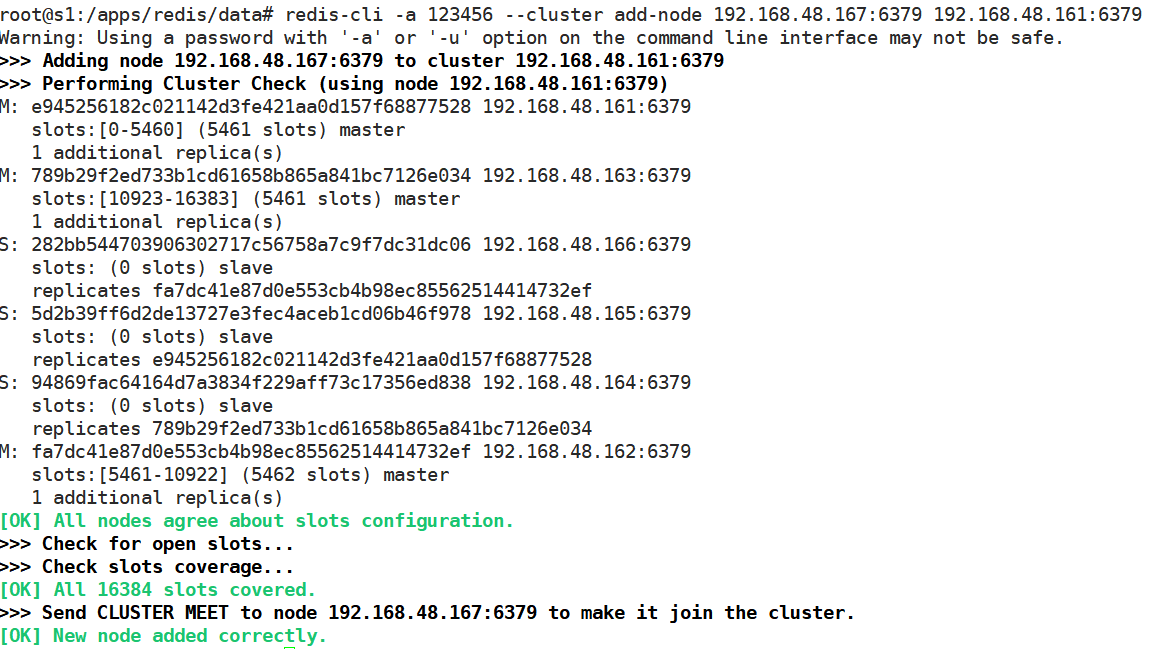 root@s1:/apps/redis/data# redis-cli -a 123456 --cluster add-node 192.168.48.167:6379 192.168.48.161:6379
Warning: Using a password with '-a' or '-u' option on the command line interface may not be safe.
>>> Adding node 192.168.48.167:6379 to cluster 192.168.48.161:6379
>>> Performing Cluster Check (using node 192.168.48.161:6379)
M: e945256182c021142d3fe421aa0d157f68877528 192.168.48.161:6379
   slots:[0-5460] (5461 slots) master
   1 additional replica(s)
M: 789b29f2ed733b1cd61658b865a841bc7126e034 192.168.48.163:6379
   slots:[10923-16383] (5461 slots) master
   1 additional replica(s)
S: 282bb544703906302717c56758a7c9f7dc31dc06 192.168.48.166:6379
   slots: (0 slots) slave
   replicates fa7dc41e87d0e553cb4b98ec85562514414732ef
S: 5d2b39ff6d2de13727e3fec4aceb1cd06b46f978 192.168.48.165:6379
   slots: (0 slots) slave
   replicates e945256182c021142d3fe421aa0d157f68877528
S: 94869fac64164d7a3834f229aff73c17356ed838 192.168.48.164:6379
   slots: (0 slots) slave
   replicates 789b29f2ed733b1cd61658b865a841bc7126e034
M: fa7dc41e87d0e553cb4b98ec85562514414732ef 192.168.48.162:6379
   slots:[5461-10922] (5462 slots) master
   1 additional replica(s)
[OK] All nodes agree about slots configuration.
>>> Check for open slots...
>>> Check slots coverage...
[OK] All 16384 slots covered.
>>> Send CLUSTER MEET to node 192.168.48.167:6379 to make it join the cluster.
[OK] New node added correctly.